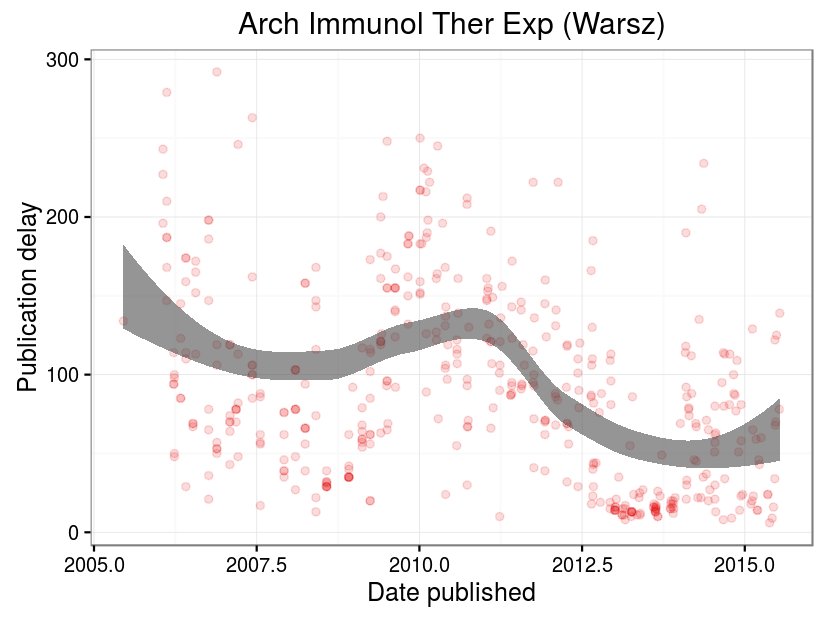 Arch Immunol Ther Exp (Warsz)
Publication delay
300
200
100
0
2005.0 2007.5 2010.0 2012.5 2015.0
Date published